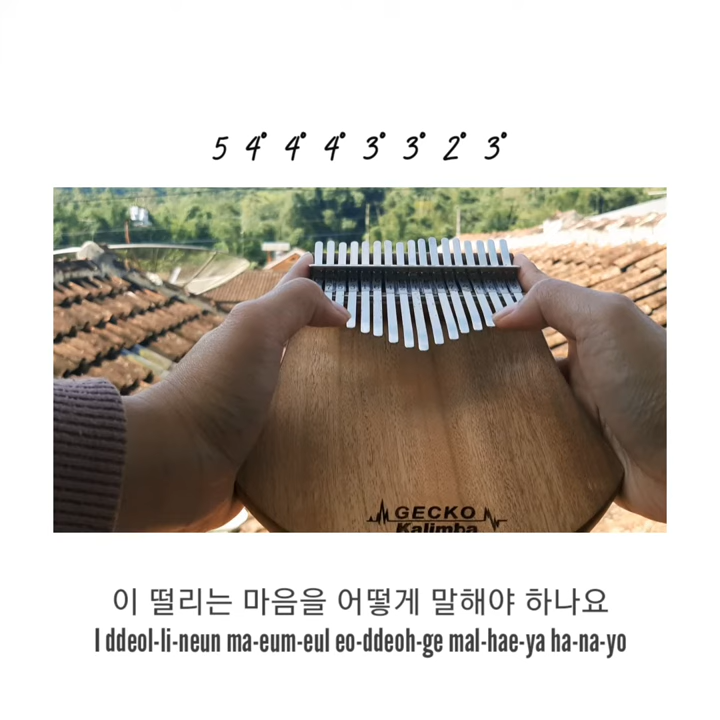 5 4° 4° 4° 3° 3° 2° 3°
GECKO
Kalimba
이 떨리는 마음을 어떻게 말해야 하나요
I ddeol-li-neun ma-eum-eul eo-ddeoh-ge mal-hae-ya ha-na-yo